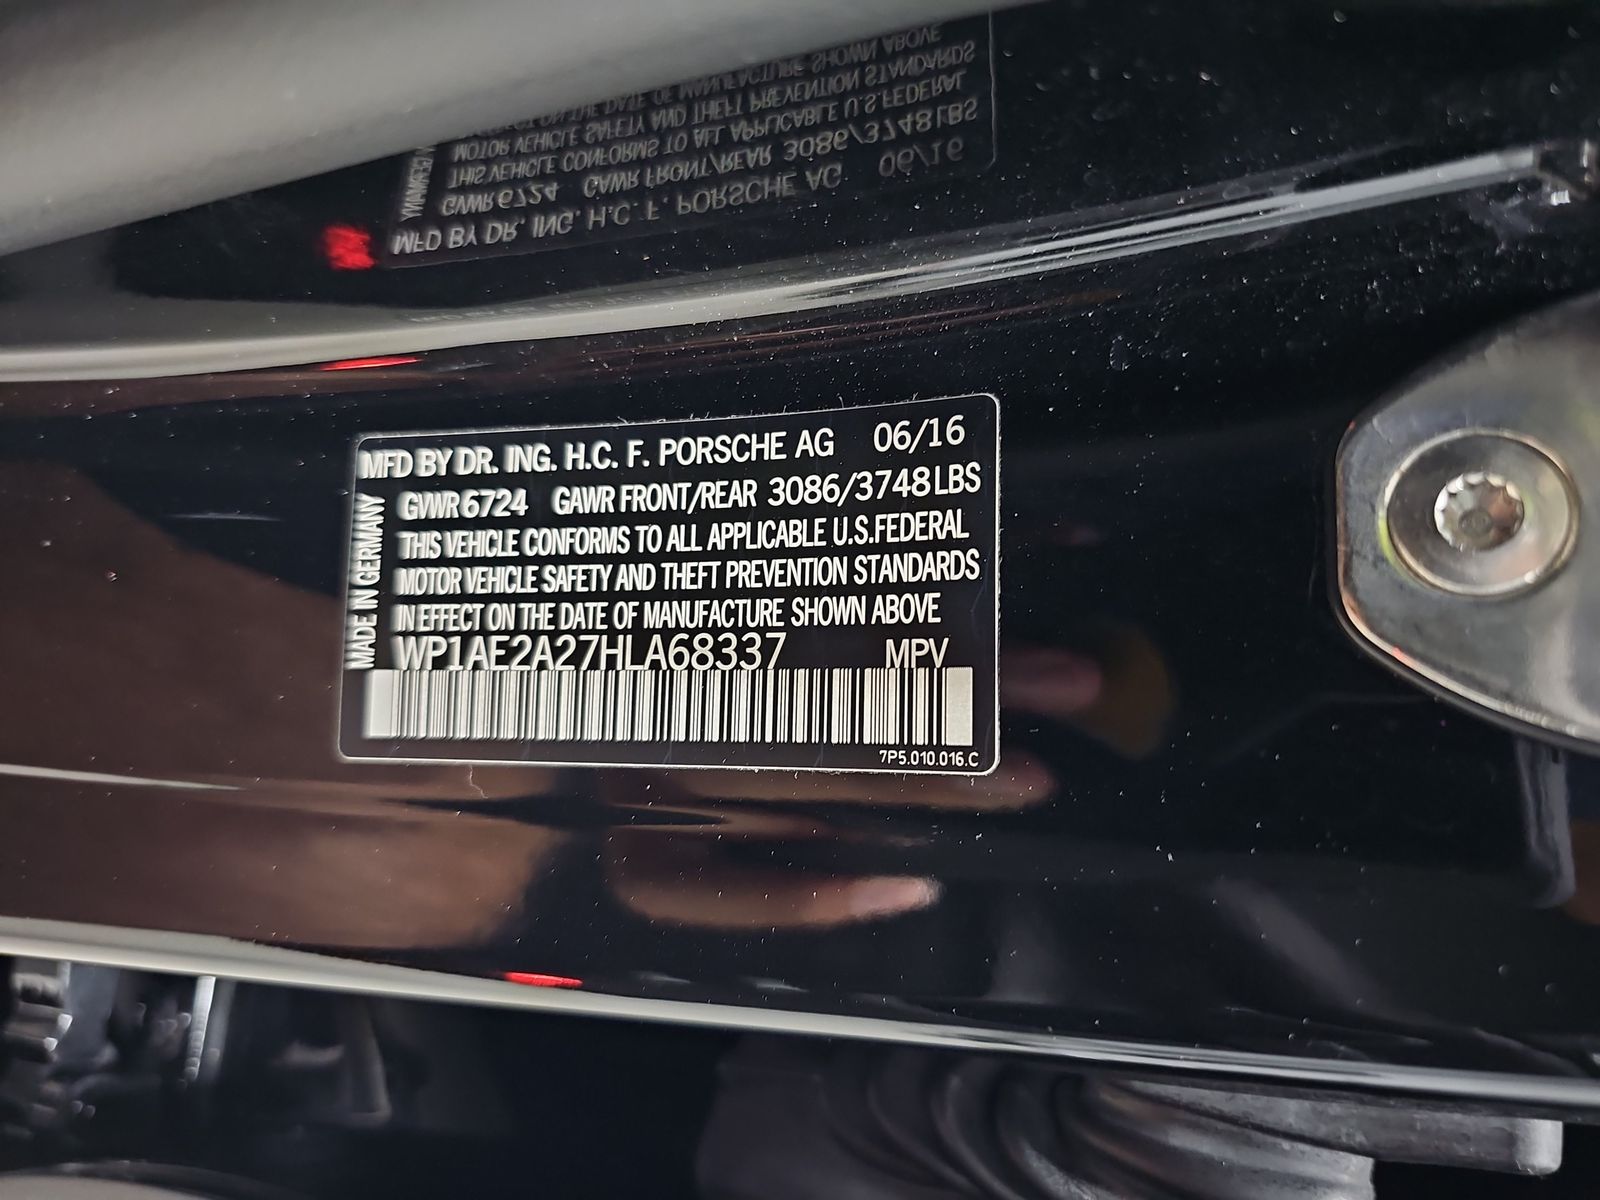 MFD BY DR. ING. H.C. F. PORSCHE AG 06/16
GVWR 6724 GAWR FRONT/REAR 3086/3748 LBS
THIS VEHICLE CONFORMS TO ALL APPLICABLE U.S.FEDERAL
MOTOR VEHICLE SAFETY AND THEFT PREVENTION STANDARDS
IN EFFECT ON THE DATE OF MANUFACTURE SHOWN ABOVE
MADE IN GERMANY
WP1AE2A27HLA68337 MPV
7P5.010.016.C